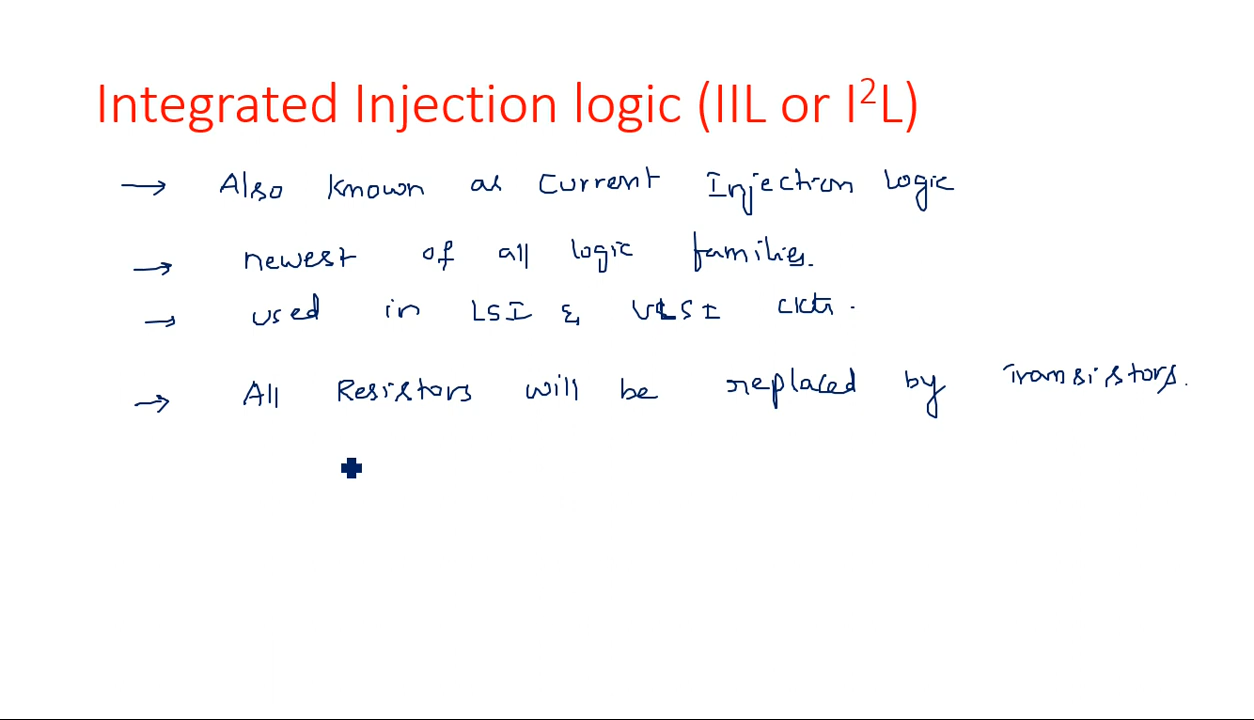 Integrated Injection logic (IIL or I²L)
→ Also known as Current Injection logic
→ newest of all logic families.
→ used in LSI & VLSI ckts.
→ All Resistors will be replaced by Transistors.